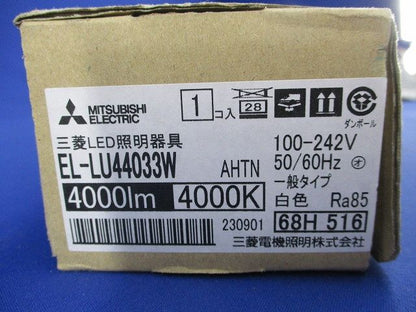 MITSUBISHI
ELECTRIC
1 コ入
28
ダンボール
三菱LED照明器具
EL-LU44033W AHTN
4000lm 4000K
100-242V
50/60Hz オ
一般タイプ
白色 Ra85
230901
68H 516
三菱電機照明株式会社